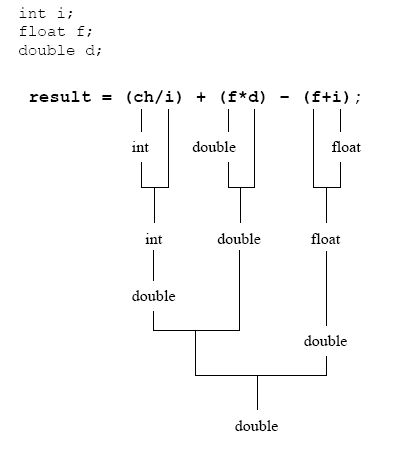 int i;
float f;
double d;
result = (ch/i) + (f*d) - (f+i);
int double float
int double float
double
double
double